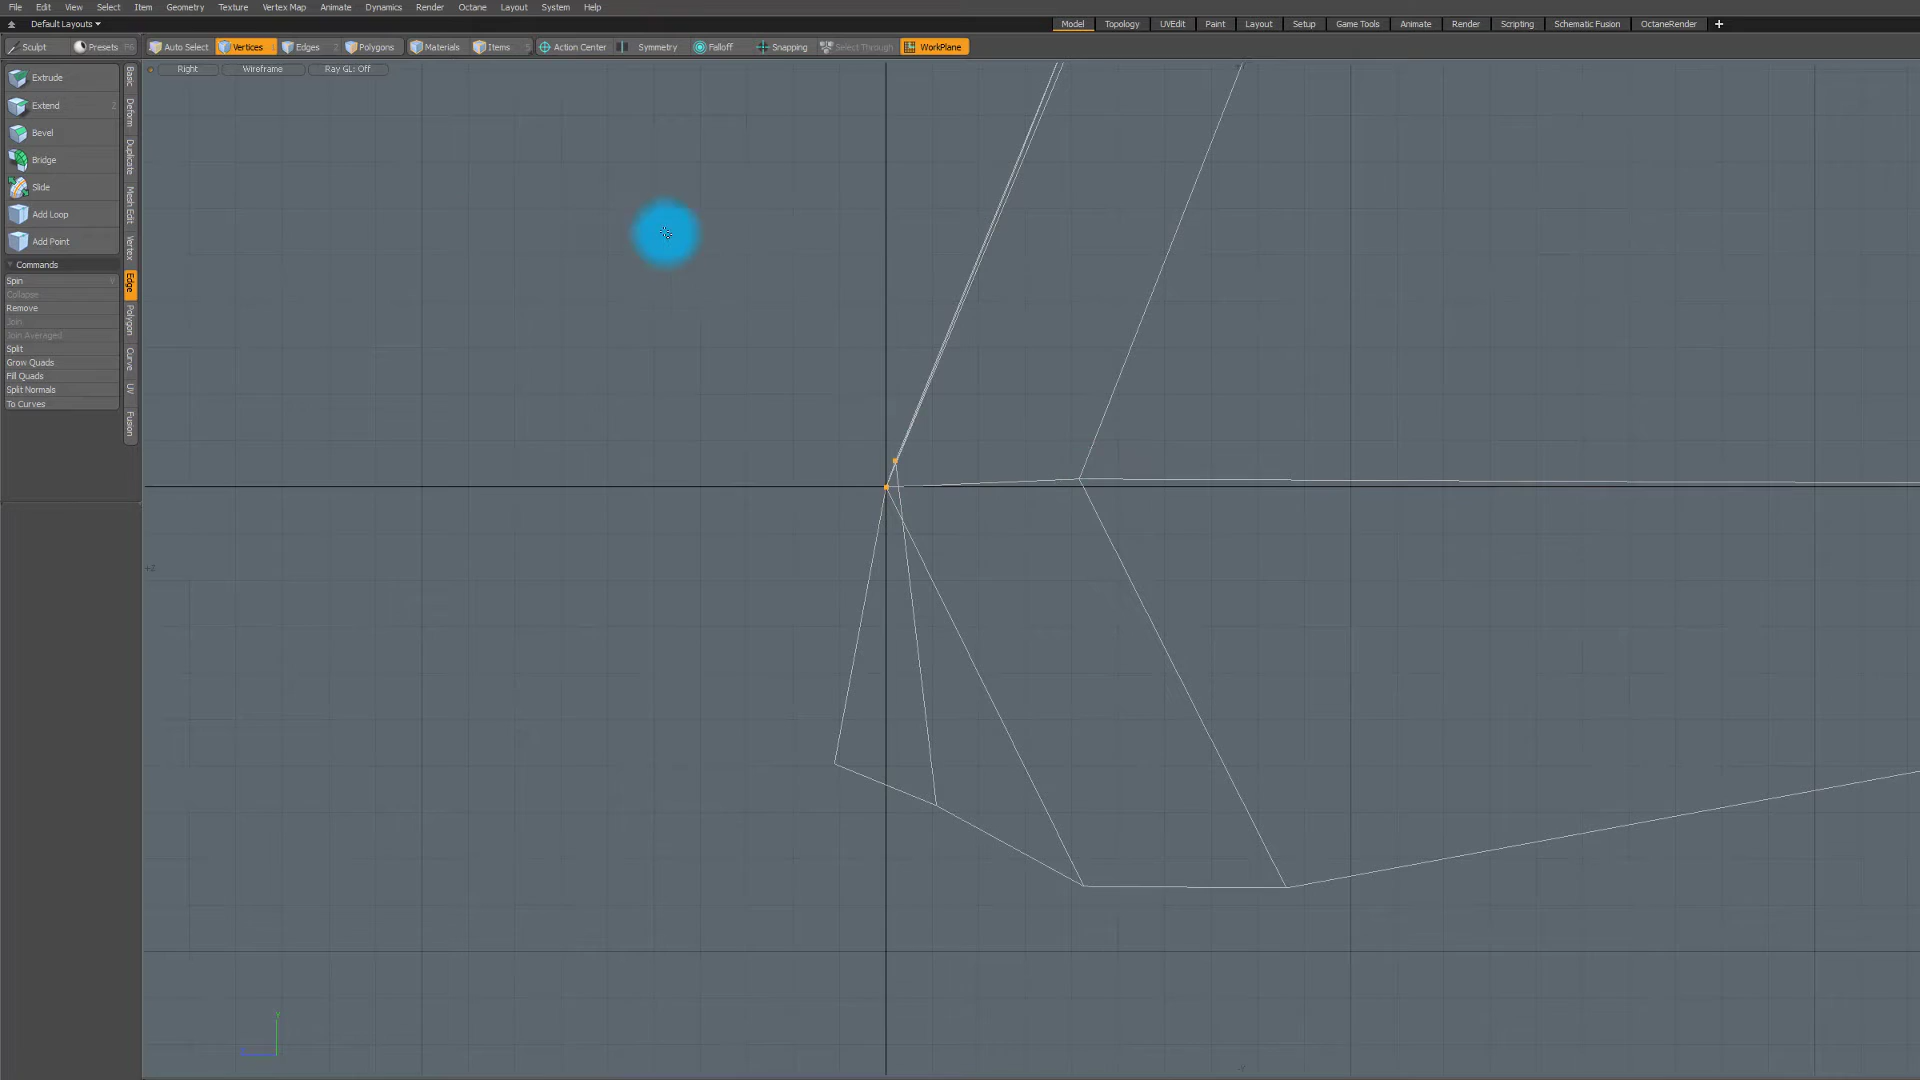 File Edit View Select Item Geometry Texture Vertex Map Animate Dynamics Render Octane Layout System Help
Default Layouts
Model Topology UVEdit Paint Layout Setup Game Tools Animate Render Scripting Schematic Fusion OctaneRender
Sculpt Presets F6 Auto Select Vertices 1 Edges 2 Polygons Materials Items 5 Action Center Symmetry Falloff Snapping Select Through WorkPlane
Right Wireframe Ray GL: Off
Extrude
Extend Z
Bevel
Bridge
Slide
Add Loop
Add Point
Commands
Spin
Collapse
Remove
Join
Join Averaged
Split
Grow Quads
Fill Quads
Split Normals
To Curves
Basic
Deform
Duplicate
Mesh Edit
Vertex
Edge
Polygon
Curve
UV
Fusion
+Z
Y
-Y